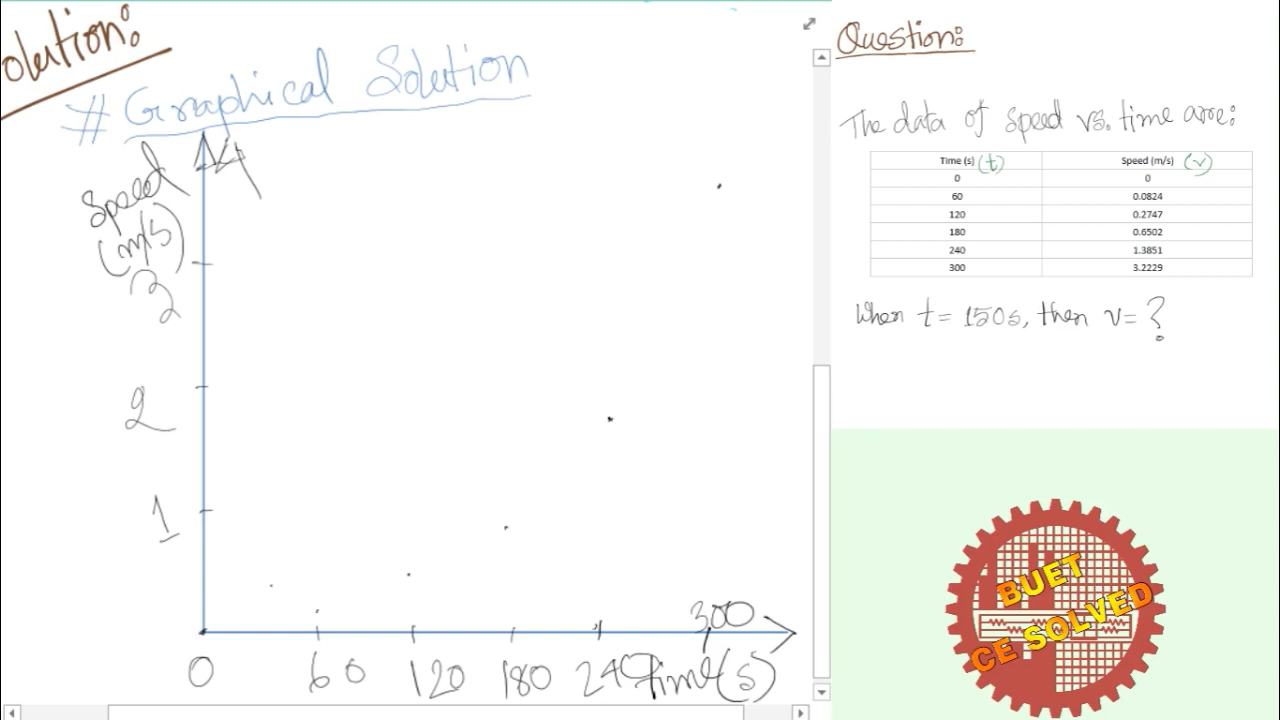 olution:
# Graphical Solution
Speed
(m/s)
4
3
2
1
0 60 120 180 240 300
Time(s)
Question:
The data of speed vs. time are:
Time (s) (t) Speed (m/s) (v)
0 0
60 0.0824
120 0.2747
180 0.6502
240 1.3851
300 3.2229
When t = 150s, then v = ?
BUET
CE SOLVED